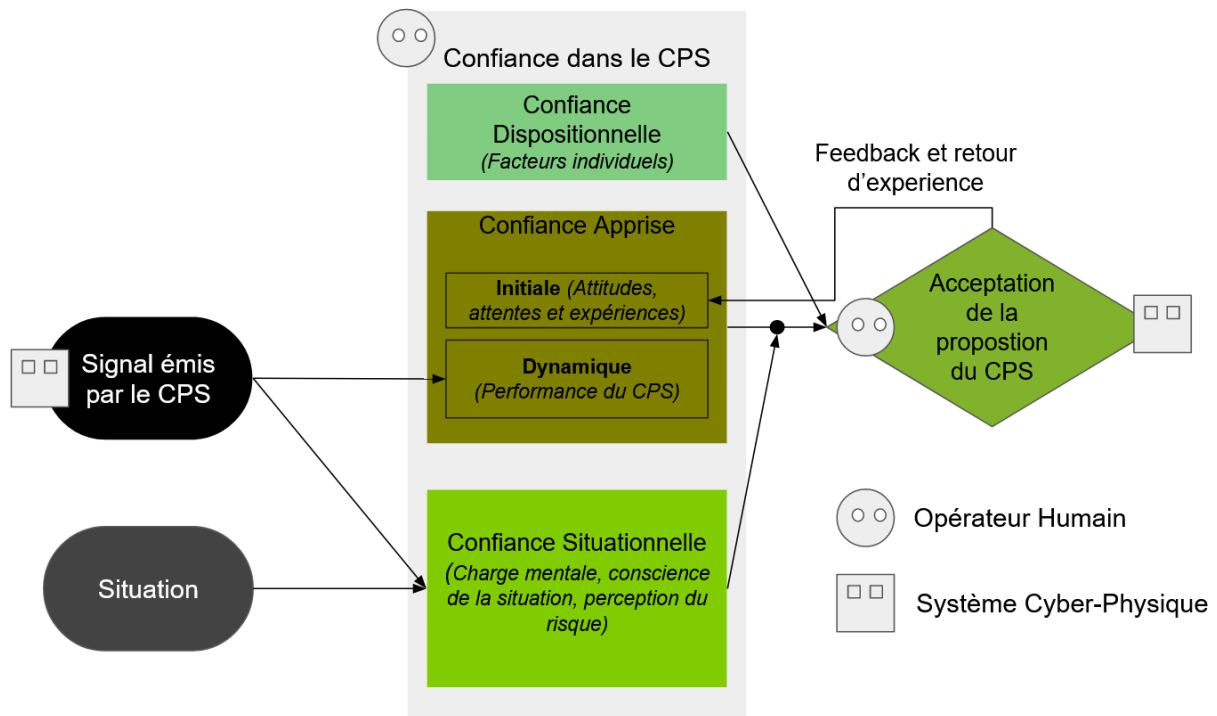 Confiance dans le CPS
Confiance
Dispositionnelle
(Facteurs individuels)
Feedback et retour
d’experience
Confiance Apprise
Initiale (Attitudes,
attentes et expériences)
Dynamique
(Performance du CPS)
Signal émis
par le CPS
Acceptation
de la
propostion
du CPS
Situation
Confiance Situationnelle
(Charge mentale, conscience
de la situation, perception du
risque)
Opérateur Humain
Système Cyber-Physique